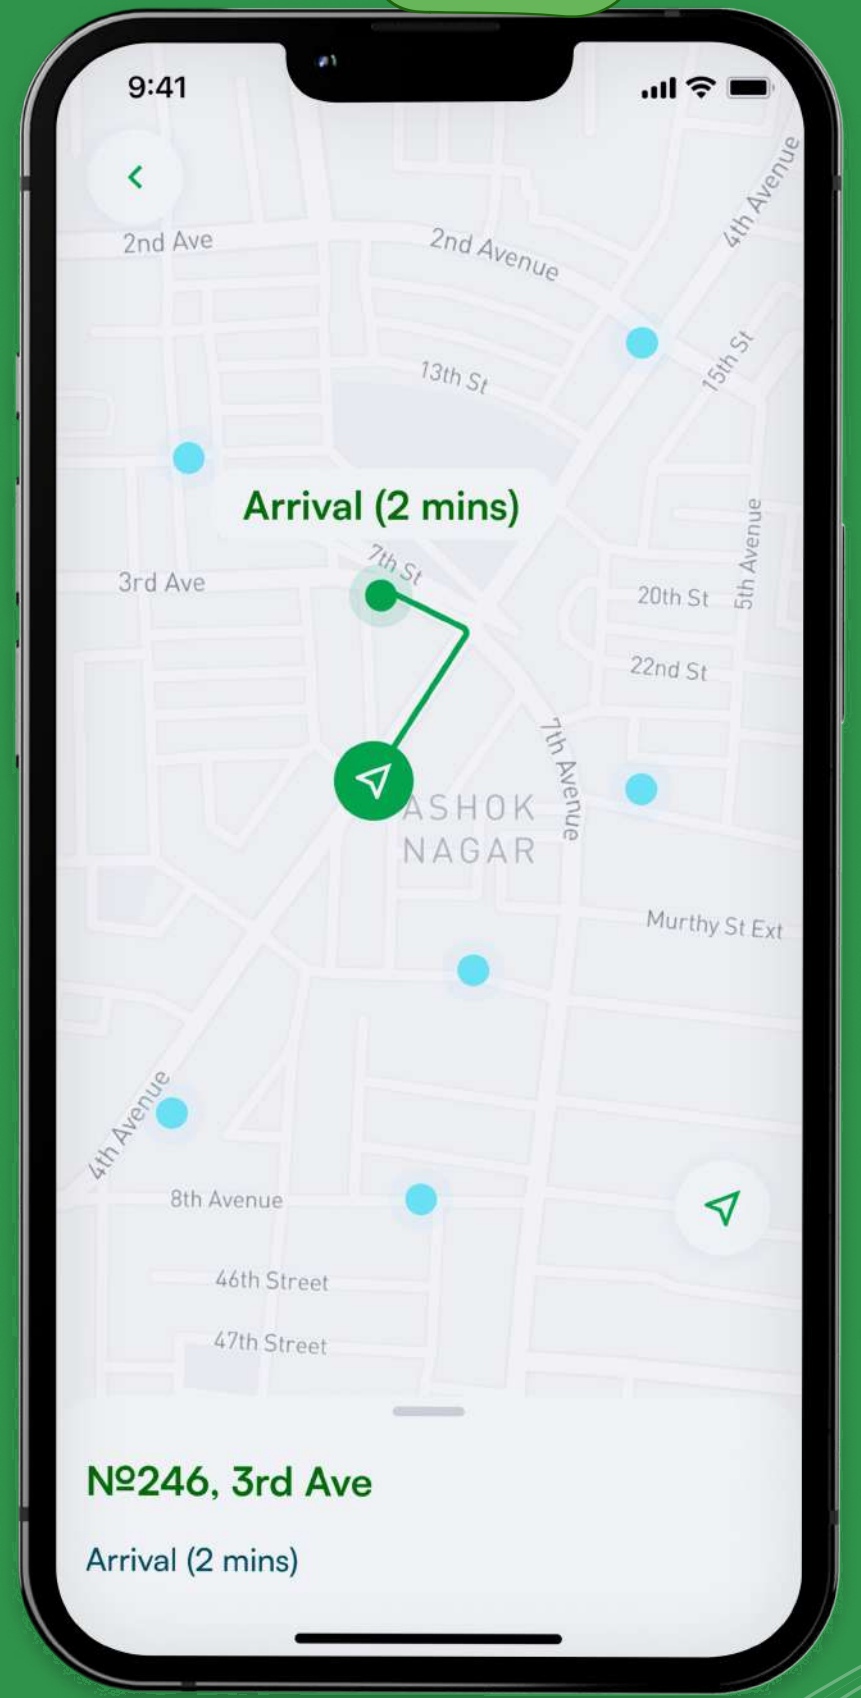 9:41
4th Avenue
2nd Ave
2nd Avenue
15th St
13th St
Arrival (2 mins)
7th St
3rd Ave
5th Avenue
20th St
22nd St
7th Avenue
ASHOK
NAGAR
Murthy St Ext
4th Avenue
8th Avenue
46th Street
47th Street
№246, 3rd Ave
Arrival (2 mins)